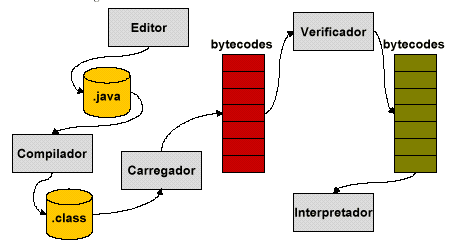 Editor
.java
Compilador
.class
Carregador
bytecodes
Verificador
bytecodes
Interpretador